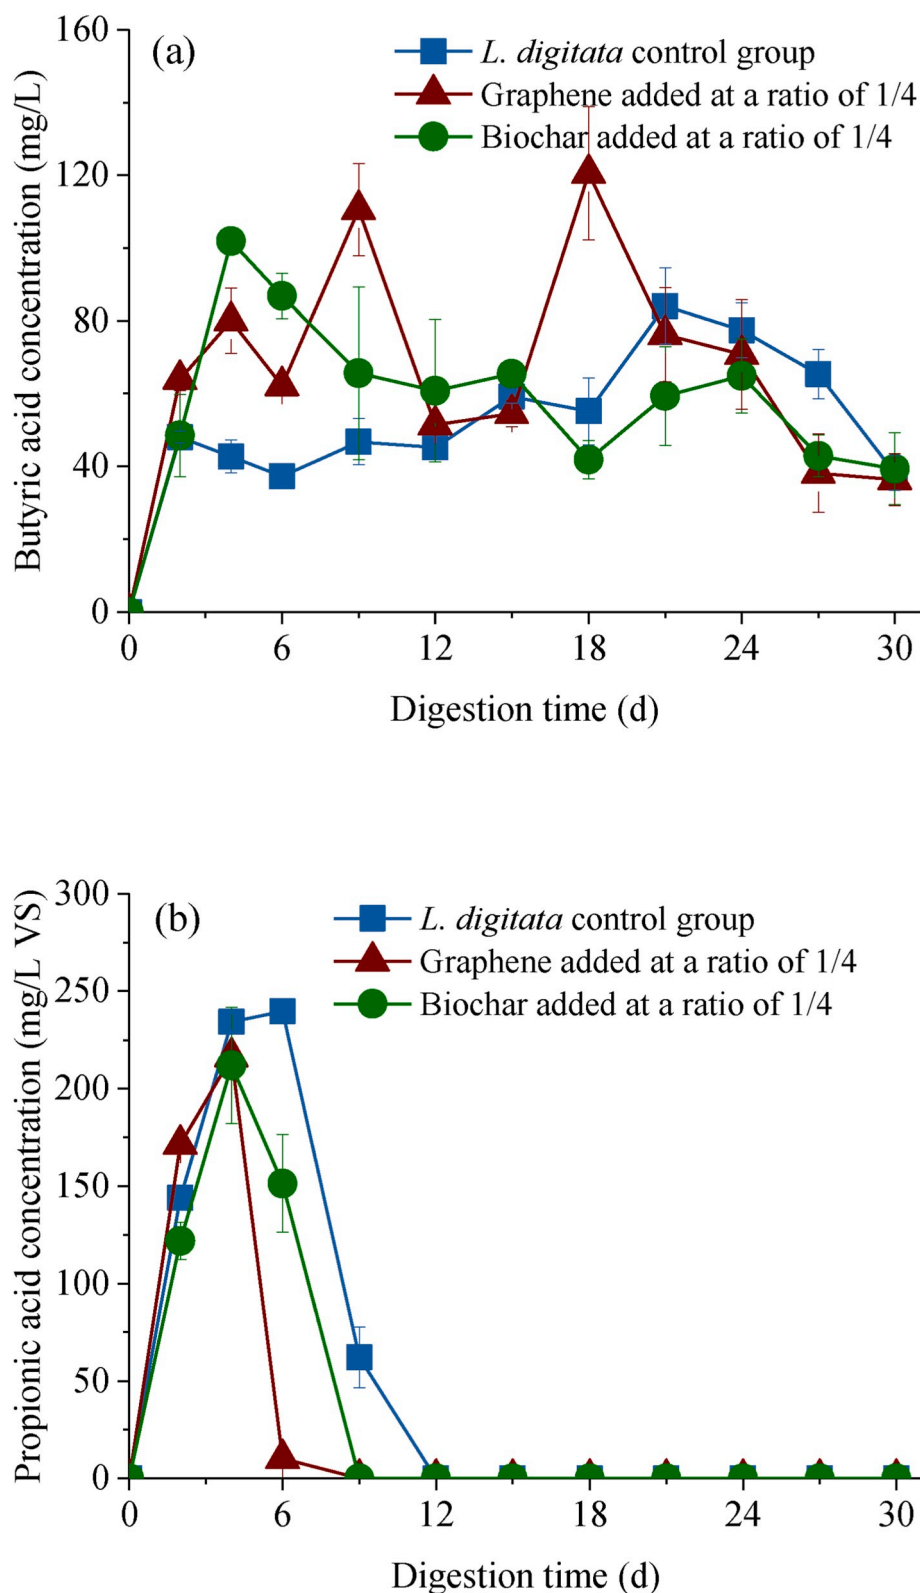 (a)
L. digitata control group
Graphene added at a ratio of 1/4
Biochar added at a ratio of 1/4
Butyric acid concentration (mg/L)
160
120
80
40
0
0 6 12 18 24 30
Digestion time (d)
(b)
L. digitata control group
Graphene added at a ratio of 1/4
Biochar added at a ratio of 1/4
Propionic acid concentration (mg/L VS)
300
250
200
150
100
50
0
0 6 12 18 24 30
Digestion time (d)